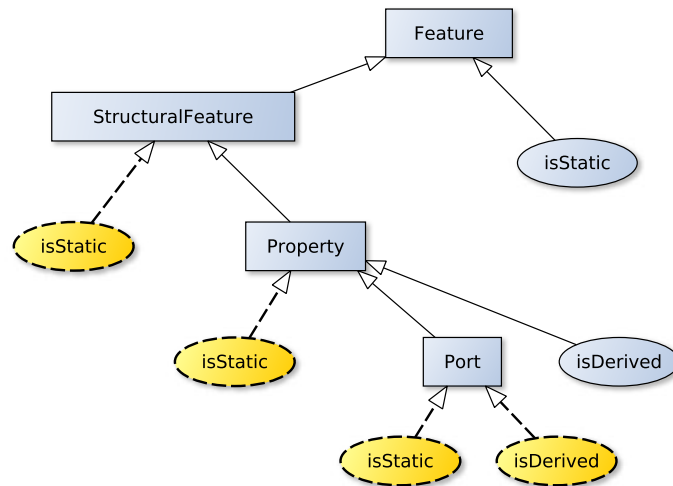 Feature
StructuralFeature
isStatic
isStatic
Property
isStatic
Port
isDerived
isStatic
isDerived